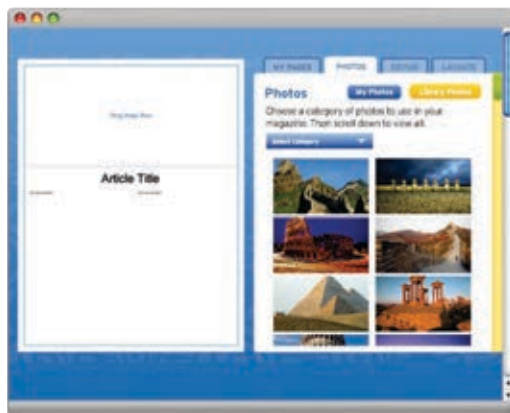 MY PAGES
PHOTOS
LAYOUTS
Photos
My Photos
Library Photos
Choose a category of photos to use in your
magazine. Then scroll down to view all.
Select Category
Article Title